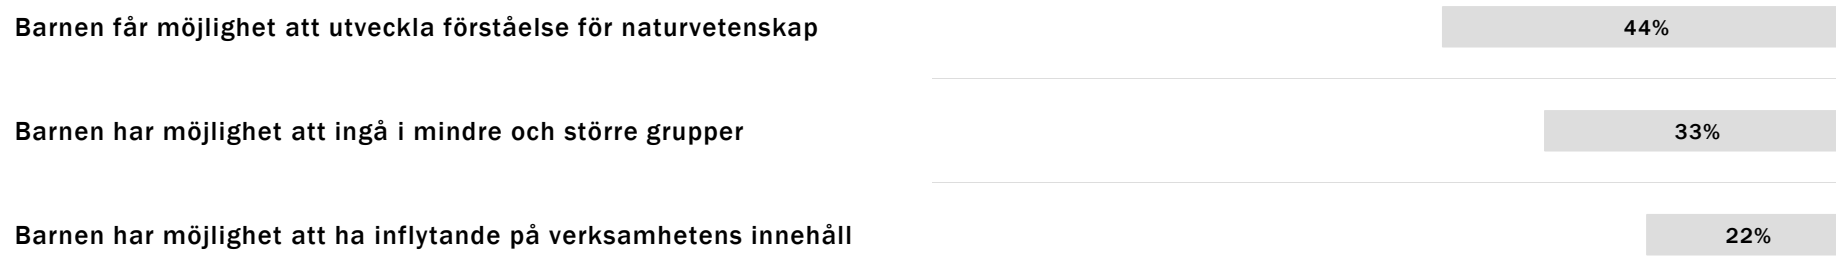 Barnen får möjlighet att utveckla förståelse för naturvetenskap 44%
Barnen har möjlighet att ingå i mindre och större grupper 33%
Barnen har möjlighet att ha inflytande på verksamhetens innehåll 22%